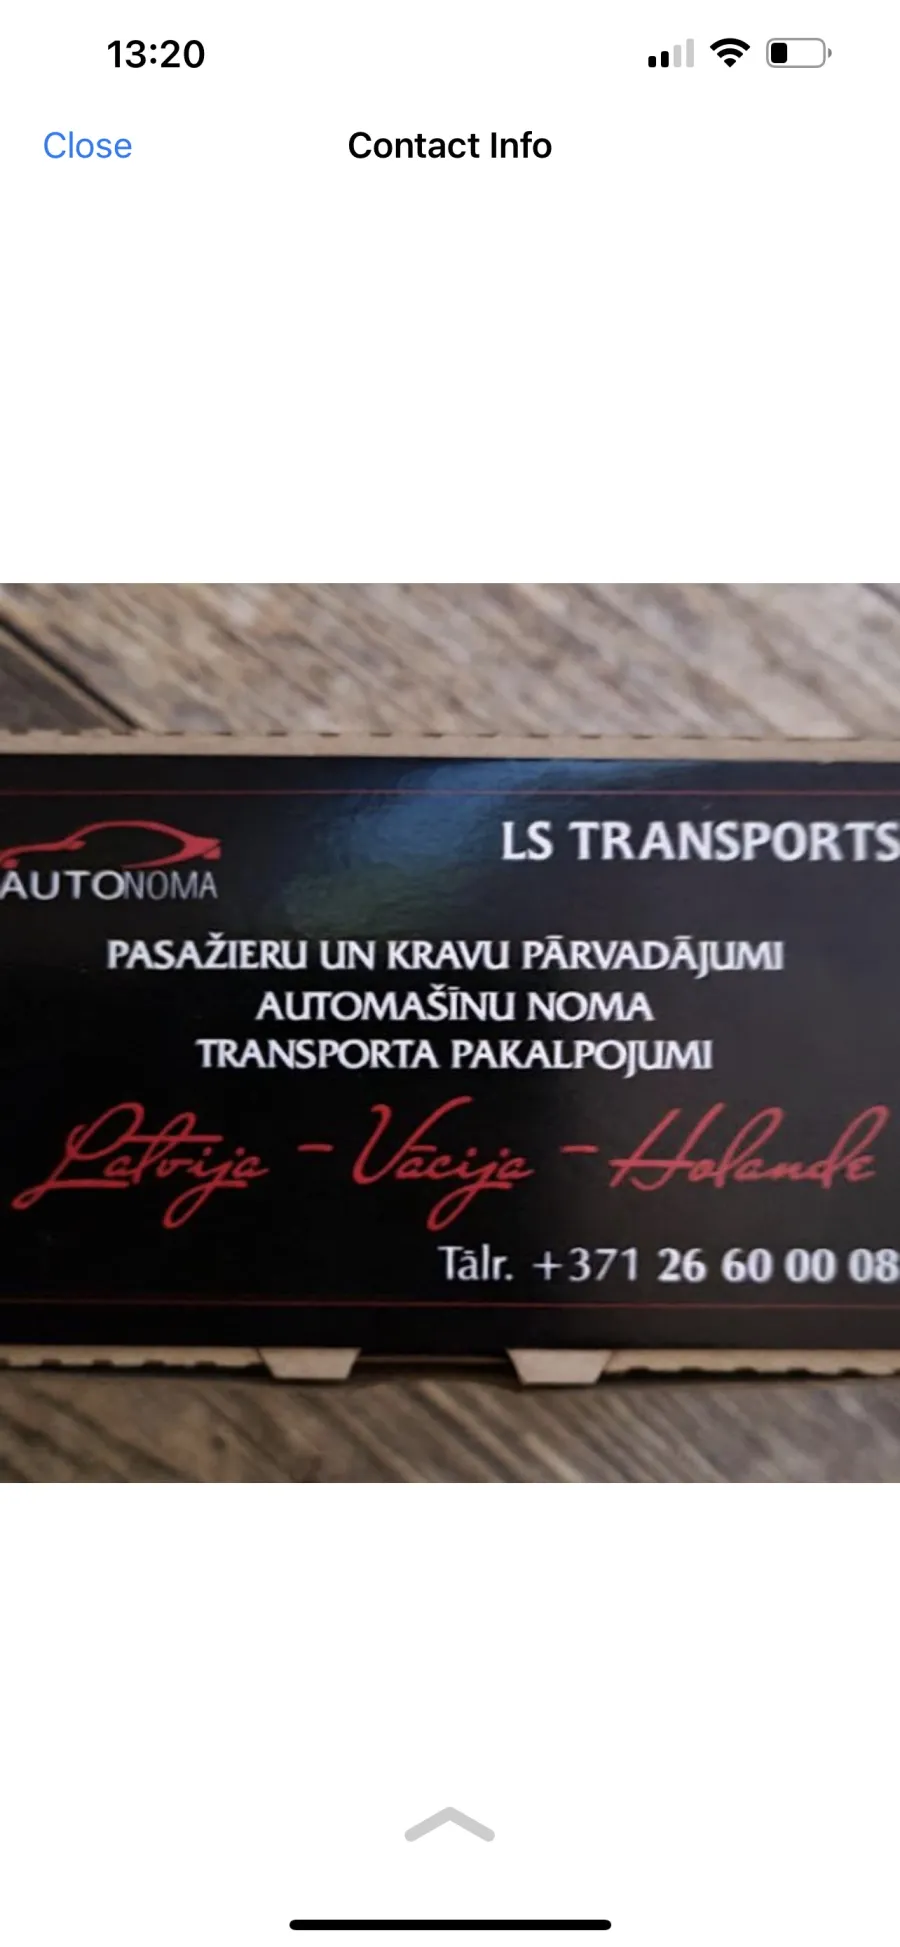 13:20
Close
Contact Info
AUTONOMA
LS TRANSPORTS
PASAŽIERU UN KRAVU PĀRVADĀJUMI
AUTOMAŠĪNU NOMA
TRANSPORTA PAKALPOJUMI
Latvija - Vācija - Holande
Tālr. +371 26 60 00 08